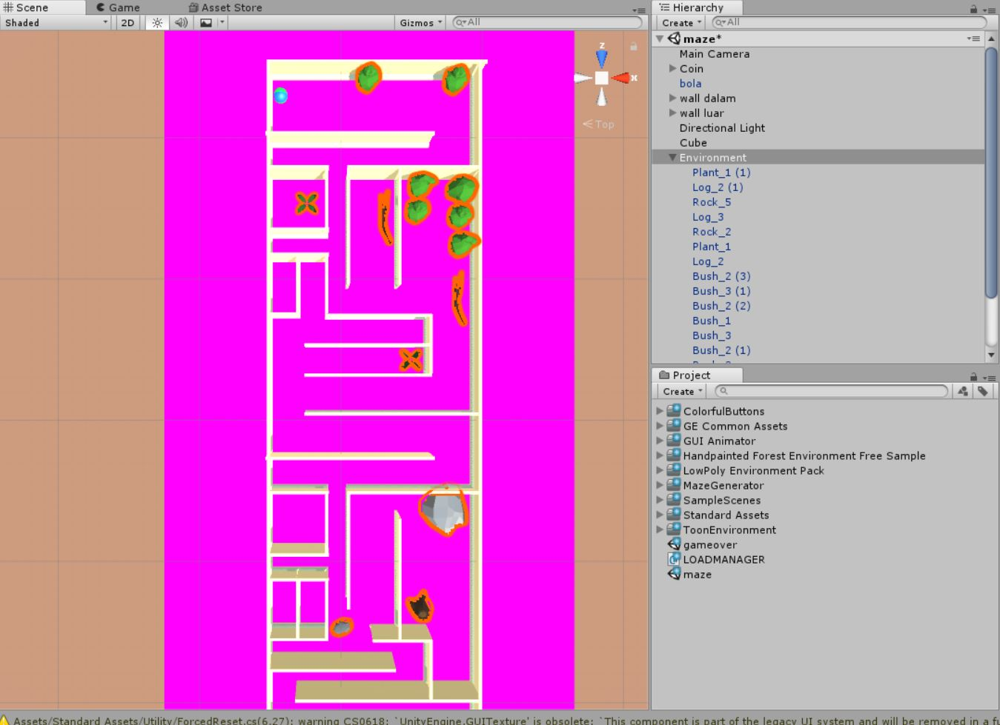 Scene Game Asset Store
Shaded 2D Gizmos All
z
x
Top
Hierarchy
Create All
maze*
Main Camera
Coin
bola
wall dalam
wall luar
Directional Light
Cube
Environment
Plant_1 (1)
Log_2 (1)
Rock_5
Log_3
Rock_2
Plant_1
Log_2
Bush_2 (3)
Bush_3 (1)
Bush_2 (2)
Bush_1
Bush_3
Bush_2 (1)
Project
Create
ColorfulButtons
GE Common Assets
GUI Animator
Handpainted Forest Environment Free Sample
LowPoly Environment Pack
MazeGenerator
SampleScenes
Standard Assets
ToonEnvironment
gameover
LOADMANAGER
maze
Assets/Standard Assets/Utility/ForcedReset.cs(6,27): warning CS0618: `UnityEngine.GUITexture' is obsolete: `This component is part of the legacy UI system and will be removed in a fu